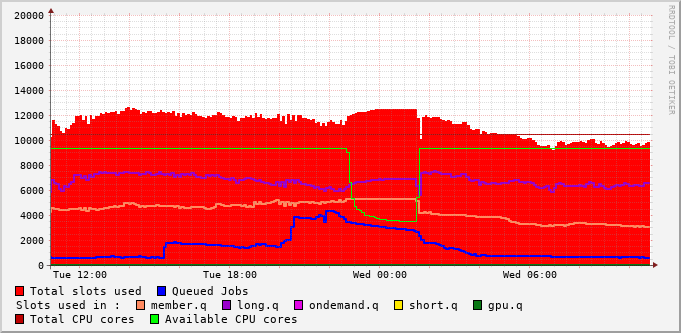 RRDTOOL / TOBI OETIKER
20000
18000
16000
14000
12000
10000
8000
6000
4000
2000
0
Tue 12:00 Tue 18:00 Wed 00:00 Wed 06:00
Total slots used Queued Jobs
Slots used in : member.q long.q ondemand.q short.q gpu.q
Total CPU cores Available CPU cores